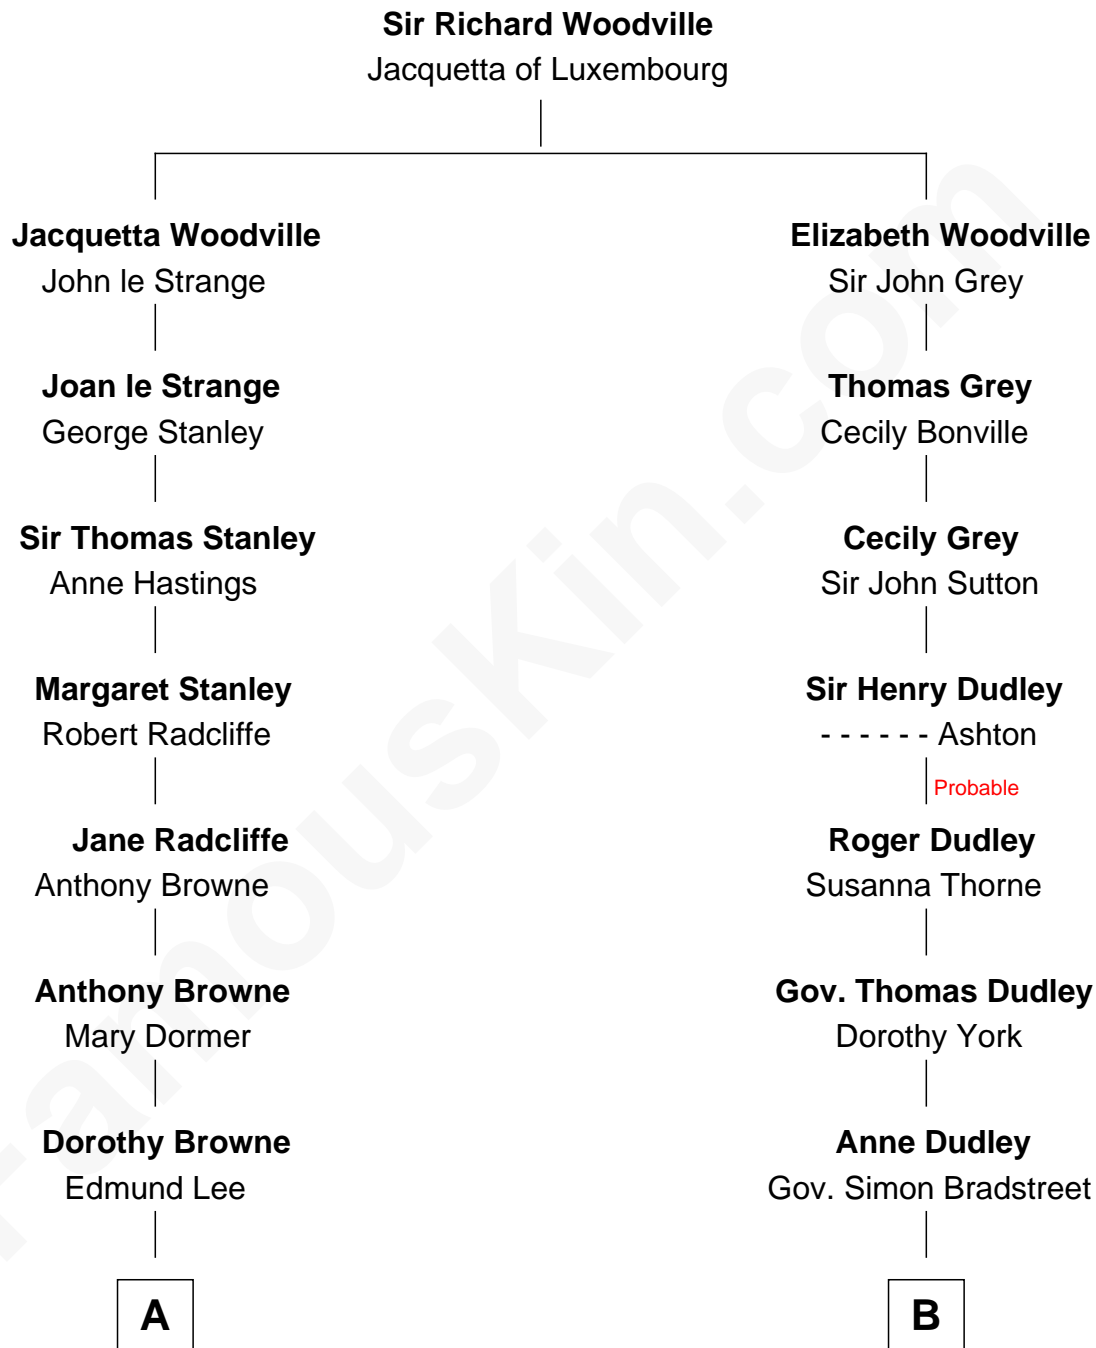 Sir Richard Woodville
Jacquetta of Luxembourg
Jacquetta Woodville
John le Strange
Elizabeth Woodville
Sir John Grey
Joan le Strange
George Stanley
Thomas Grey
Cecily Bonville
Sir Thomas Stanley
Anne Hastings
Cecily Grey
Sir John Sutton
Margaret Stanley
Robert Radcliffe
Sir Henry Dudley
- - - - - - Ashton
Probable
Jane Radcliffe
Anthony Browne
Roger Dudley
Susanna Thorne
Anthony Browne
Mary Dormer
Gov. Thomas Dudley
Dorothy York
Dorothy Browne
Edmund Lee
Anne Dudley
Gov. Simon Bradstreet
A
B
FamousKin.com